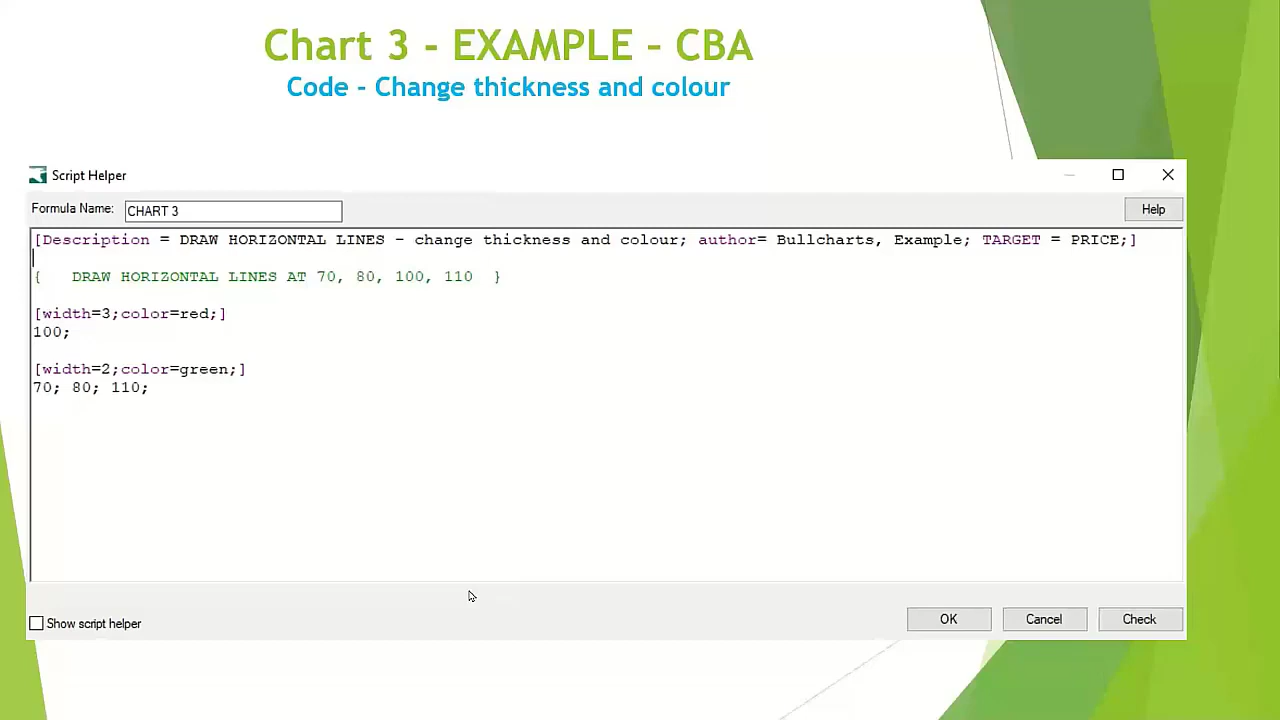 Chart 3 - EXAMPLE – CBA
Code - Change thickness and colour
Script Helper
Formula Name: CHART 3
Help
[Description = DRAW HORIZONTAL LINES - change thickness and colour; author= Bullcharts, Example; TARGET = PRICE;]
{ DRAW HORIZONTAL LINES AT 70, 80, 100, 110 }
[width=3;color=red;]
100;
[width=2;color=green;]
70; 80; 110;
Show script helper
OK Cancel Check